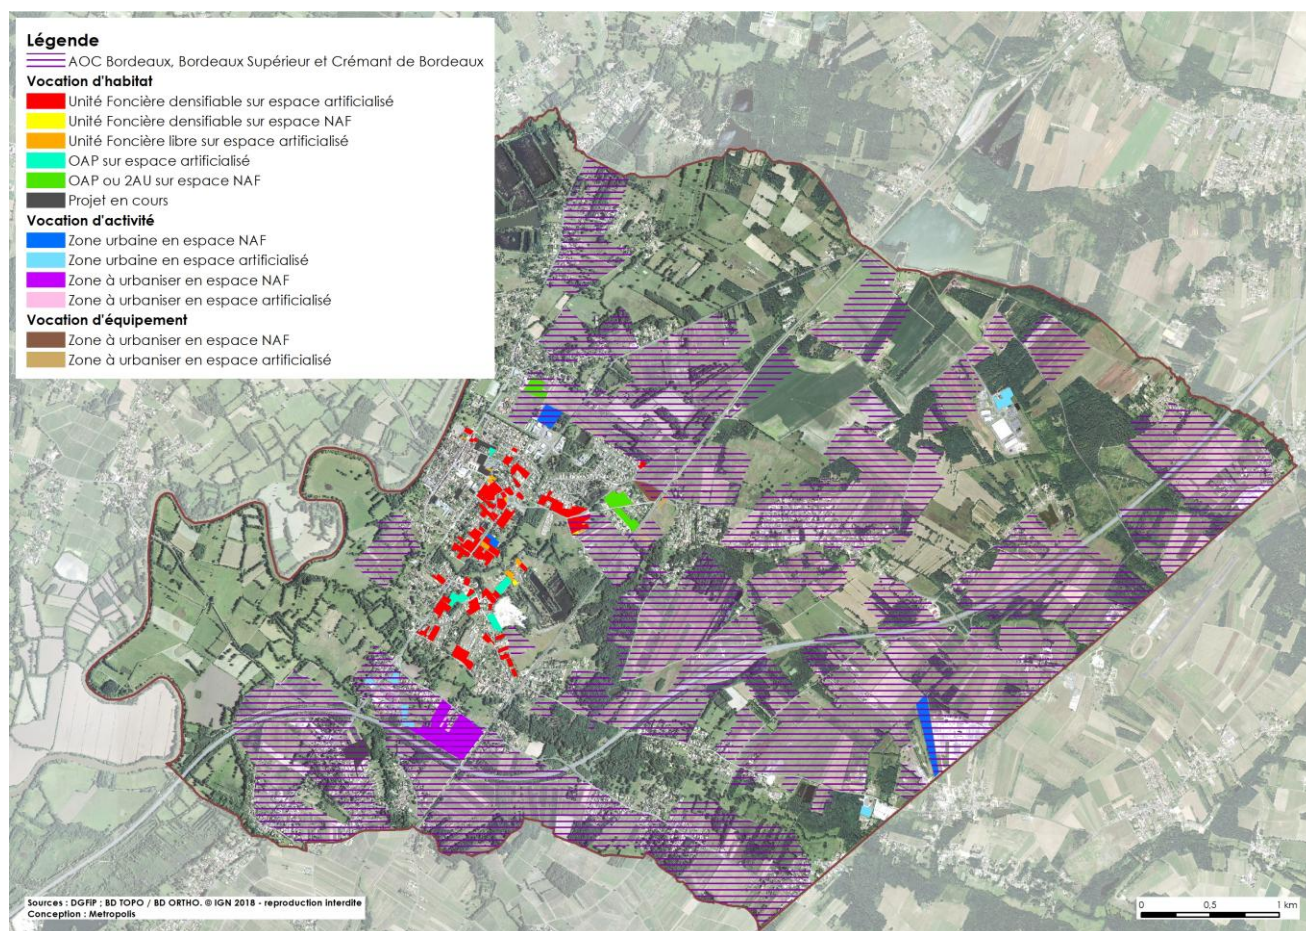 Légende
AOC Bordeaux, Bordeaux Supérieur et Crémant de Bordeaux
Vocation d'habitat
Unité Foncière densifiable sur espace artificialisé
Unité Foncière densifiable sur espace NAF
Unité Foncière libre sur espace artificialisé
OAP sur espace artificialisé
OAP ou 2AU sur espace NAF
Projet en cours
Vocation d'activité
Zone urbaine en espace NAF
Zone urbaine en espace artificialisé
Zone à urbaniser en espace NAF
Zone à urbaniser en espace artificialisé
Vocation d'équipement
Zone à urbaniser en espace NAF
Zone à urbaniser en espace artificialisé
Sources : DGFiP ; BD TOPO / BD ORTHO. © IGN 2018 - reproduction interdite
Conception : Metropolis
0 0,5 1 km